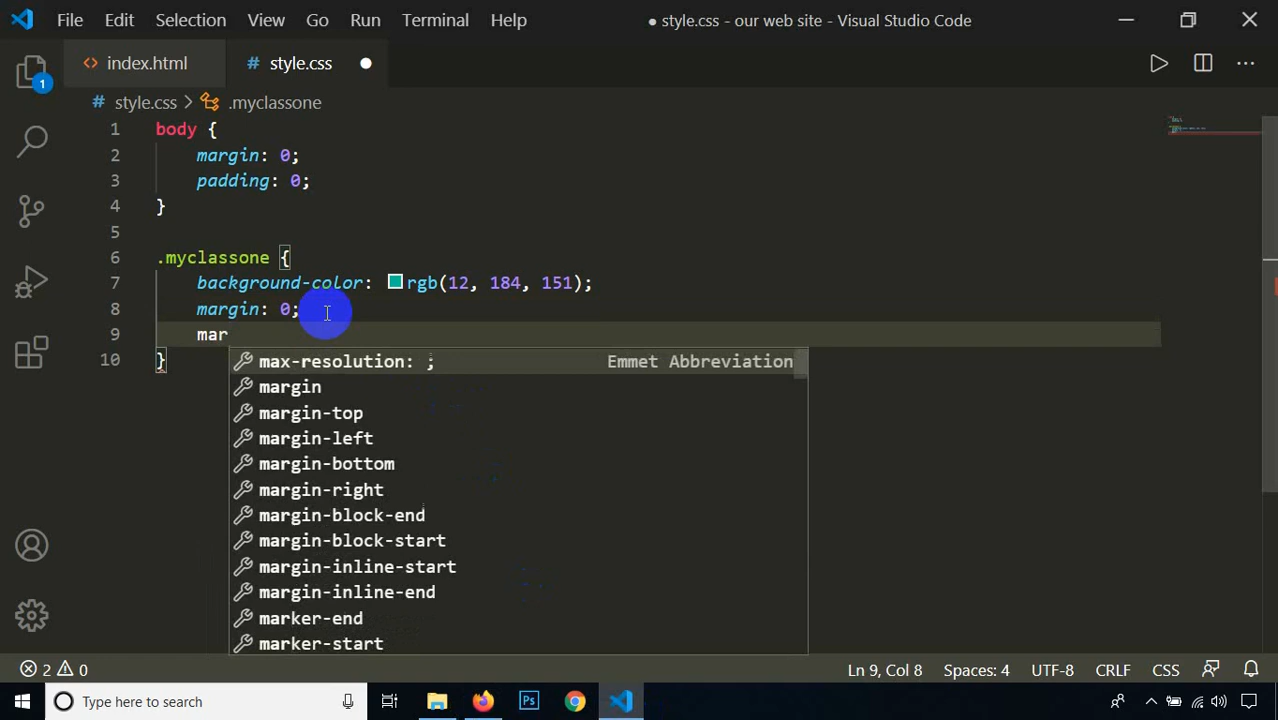 File Edit Selection View Go Run Terminal Help ● style.css - our web site - Visual Studio Code
<> index.html # style.css ●
# style.css > .myclassone
1 body {
2     margin: 0;
3     padding: 0;
4 }
5
6 .myclassone {
7     background-color: rgb(12, 184, 151);
8     margin: 0;
9     mar
max-resolution: ; Emmet Abbreviation
10 }
margin
margin-top
margin-left
margin-bottom
margin-right
margin-block-end
margin-block-start
margin-inline-start
margin-inline-end
marker-end
marker-start
1
2 0 Ln 9, Col 8 Spaces: 4 UTF-8 CRLF CSS
Type here to search Ps